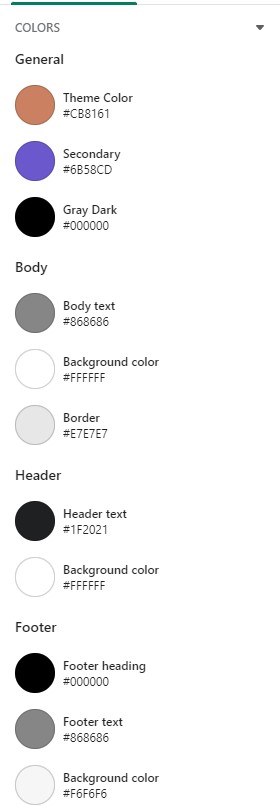 COLORS
General
Theme Color
#CB8161
Secondary
#6B58CD
Gray Dark
#000000
Body
Body text
#868686
Background color
#FFFFFF
Border
#E7E7E7
Header
Header text
#1F2021
Background color
#FFFFFF
Footer
Footer heading
#000000
Footer text
#868686
Background color
#F6F6F6